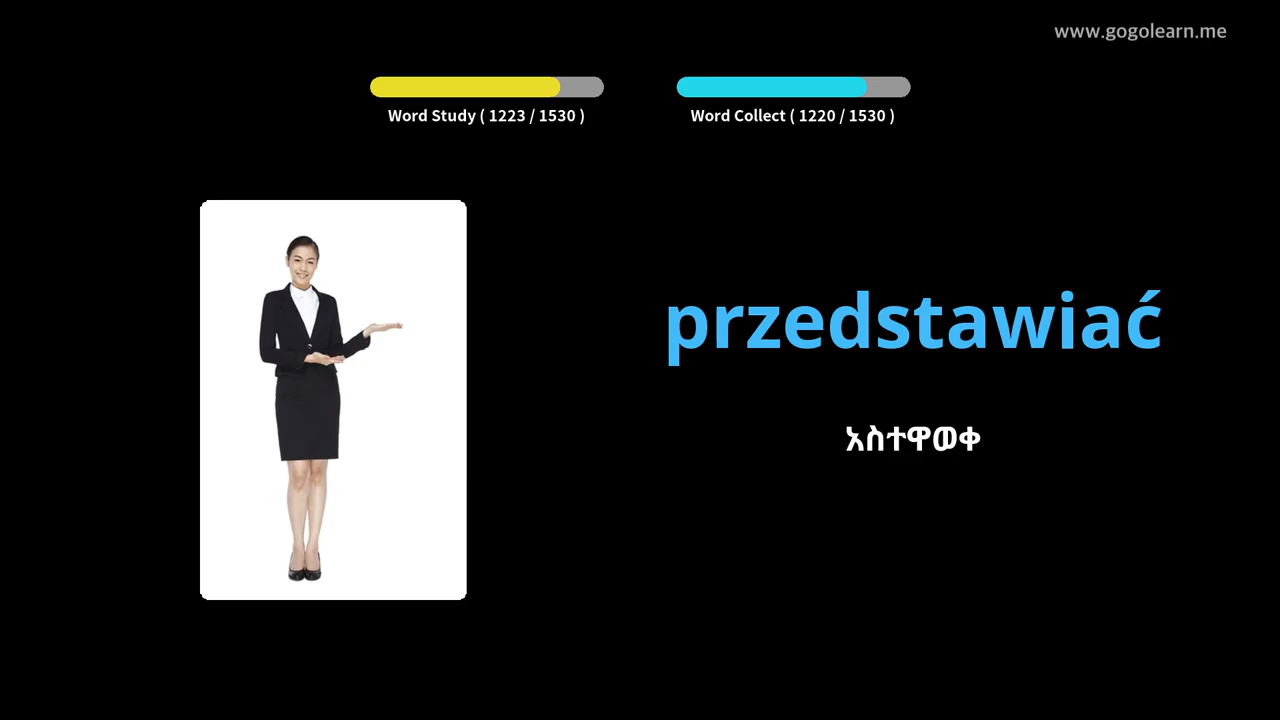 www.gogolearn.me
Word Study ( 1223 / 1530 )
Word Collect ( 1220 / 1530 )
przedstawiać
አስተዋወቀ